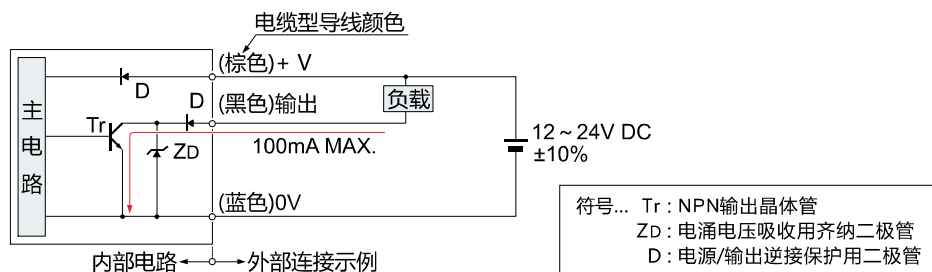 电缆型导线颜色
(棕色)+ V
D
主电路
D
(黑色)输出
负载
Tr
ZD
100mA MAX.
12～24V DC
±10%
(蓝色)0V
符号... Tr : NPN输出晶体管
ZD : 电涌电压吸收用齐纳二极管
D : 电源/输出逆接保护用二极管
内部电路
外部连接示例